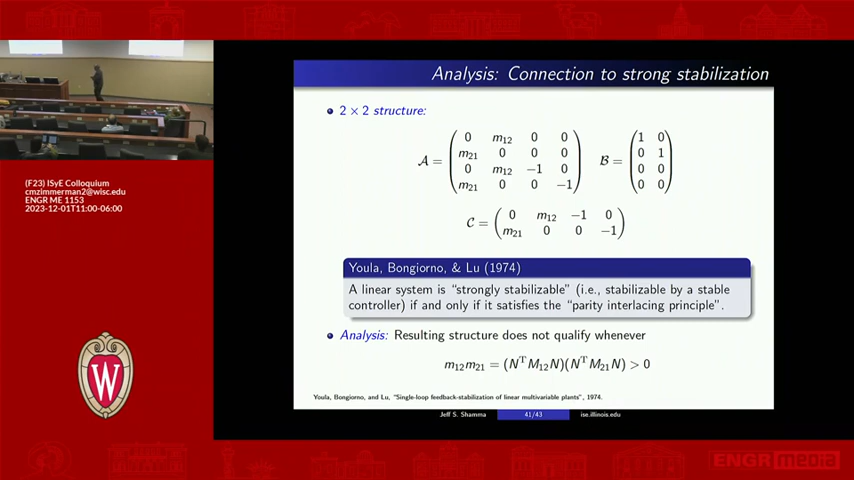 Analysis: Connection to strong stabilization
• 2 × 2 structure:
𝒜 = ( 0 m₁₂ 0 0
m₂₁ 0 0 0
0 m₁₂ −1 0
m₂₁ 0 0 −1 )
ℬ = ( 1 0
0 1
0 0
0 0 )
𝒞 = ( 0 m₁₂ −1 0
m₂₁ 0 0 −1 )
Youla, Bongiorno, & Lu (1974)
A linear system is “strongly stabilizable” (i.e., stabilizable by a stable
controller) if and only if it satisfies the “parity interlacing principle”.
• Analysis: Resulting structure does not qualify whenever
m₁₂m₂₁ = (NᵀM₁₂N)(NᵀM₂₁N) > 0
Youla, Bongiorno, and Lu, “Single-loop feedback-stabilization of linear multivariable plants”, 1974.
Jeff S. Shamma 41/43 ise.illinois.edu
(F23) ISyE Colloquium
cmzimmerman2@wisc.edu
ENGR ME 1153
2023-12-01T11:00-06:00
W
ENGRmedia